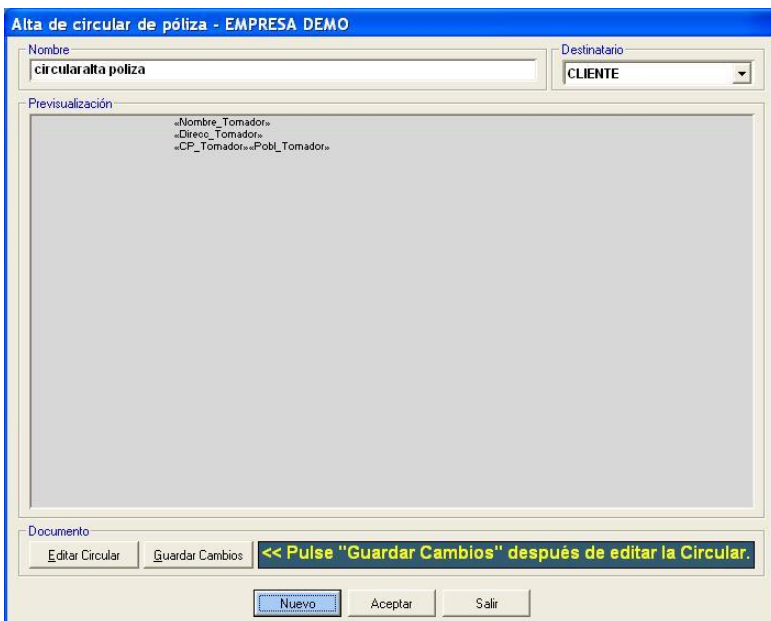 Alta de circular de póliza - EMPRESA DEMO
Nombre
Destinatario
circularalta poliza
CLIENTE
Previsualización
«Nombre_Tomador»
«Direcc_Tomador»
«CP_Tomador»«Pobl_Tomador»
Documento
Editar Circular
Guardar Cambios
<< Pulse "Guardar Cambios" después de editar la Circular.
Nuevo
Aceptar
Salir